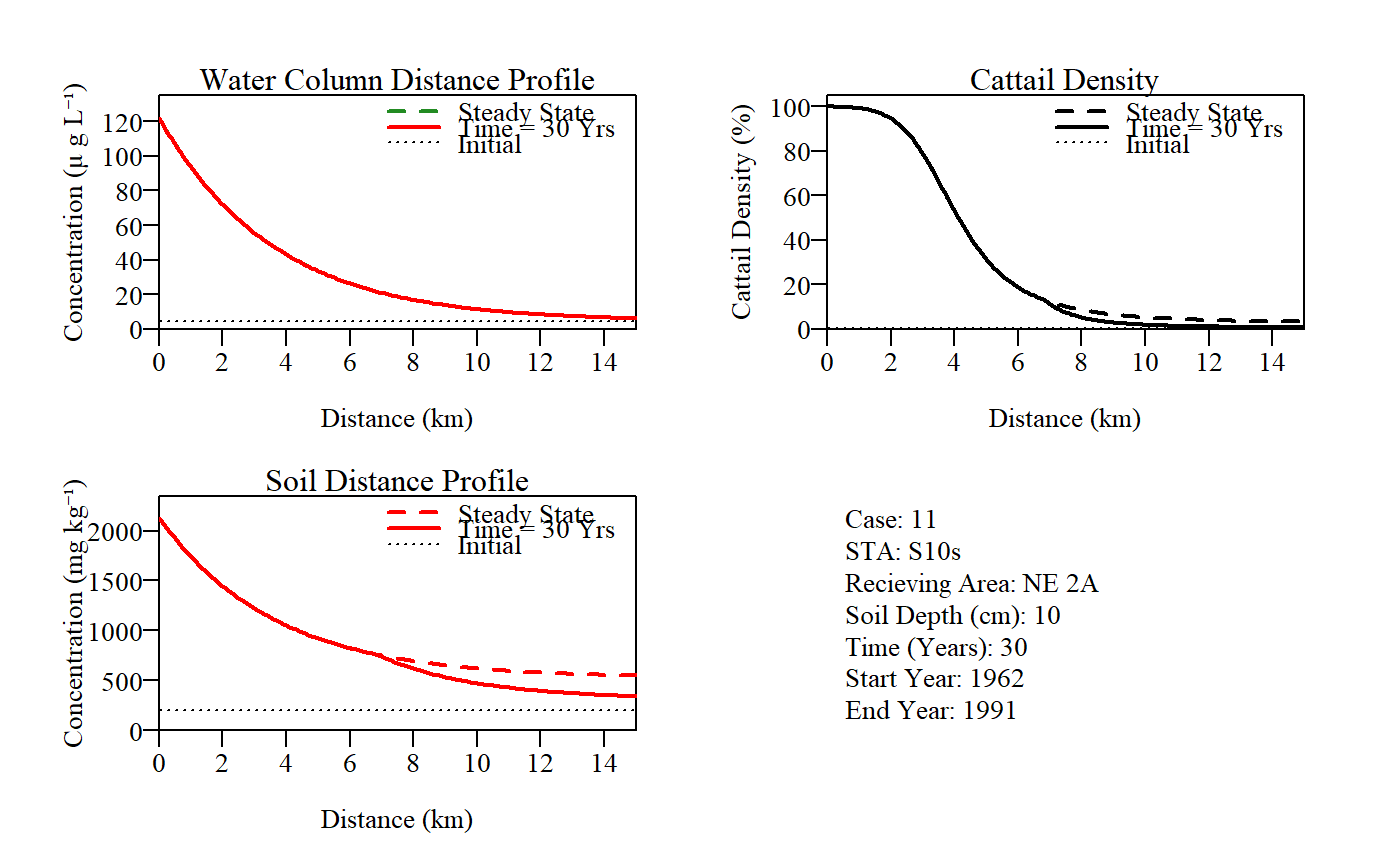 Water Column Distance Profile
Concentration (µ g L⁻¹)
120
100
80
60
40
20
0
Steady State
Time = 30 Yrs
Initial
0 2 4 6 8 10 12 14
Distance (km)
Cattail Density
Cattail Density (%)
100
80
60
40
20
0
Steady State
Time = 30 Yrs
Initial
0 2 4 6 8 10 12 14
Distance (km)
Soil Distance Profile
Concentration (mg kg⁻¹)
2000
1500
1000
500
0
Steady State
Time = 30 Yrs
Initial
0 2 4 6 8 10 12 14
Distance (km)
Case: 11
STA: S10s
Recieving Area: NE 2A
Soil Depth (cm): 10
Time (Years): 30
Start Year: 1962
End Year: 1991